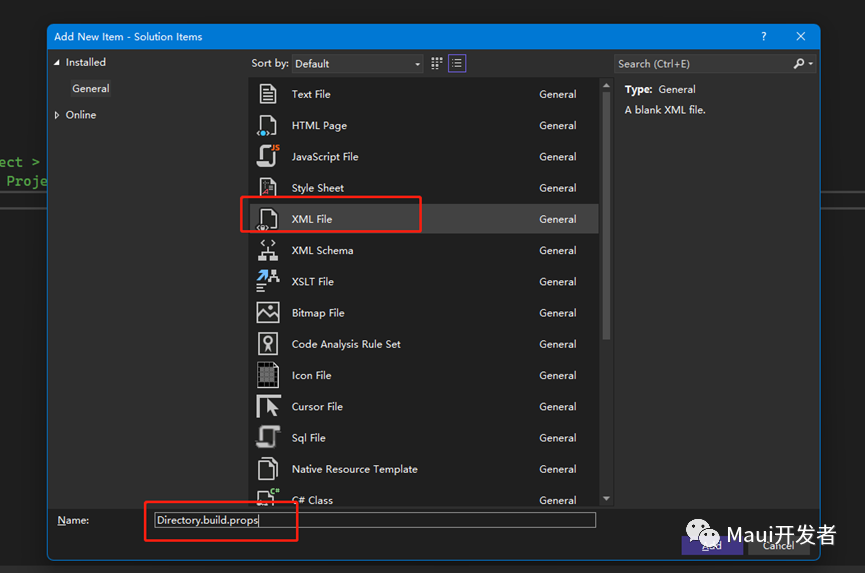 Add New Item - Solution Items ?
Installed
General
Online
Sort by: Default
Search (Ctrl+E)
Type: General
A blank XML file.
Text File General
HTML Page General
JS
JavaScript File General
Style Sheet General
XML File General
XML Schema General
XSLT File General
Bitmap File General
Code Analysis Rule Set General
Icon File General
Cursor File General
Sql File General
Native Resource Template General
C#
C# Class General
ect >
Proje
Name: Directory.build.props
Maui开发者
Add Cancel